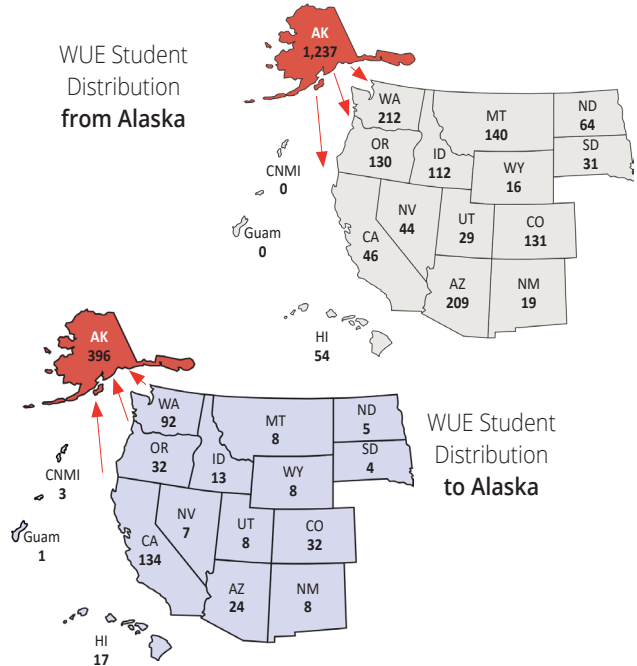 WUE Student
Distribution
from Alaska
AK
1,237
WA
212
MT
140
ND
64
OR
130
ID
112
SD
31
WY
16
CNMI
0
Guam
0
NV
44
UT
29
CO
131
CA
46
AZ
209
NM
19
HI
54
AK
396
WUE Student
Distribution
to Alaska
WA
92
MT
8
ND
5
OR
32
ID
13
SD
4
WY
8
CNMI
3
Guam
1
NV
7
UT
8
CO
32
CA
134
AZ
24
NM
8
HI
17